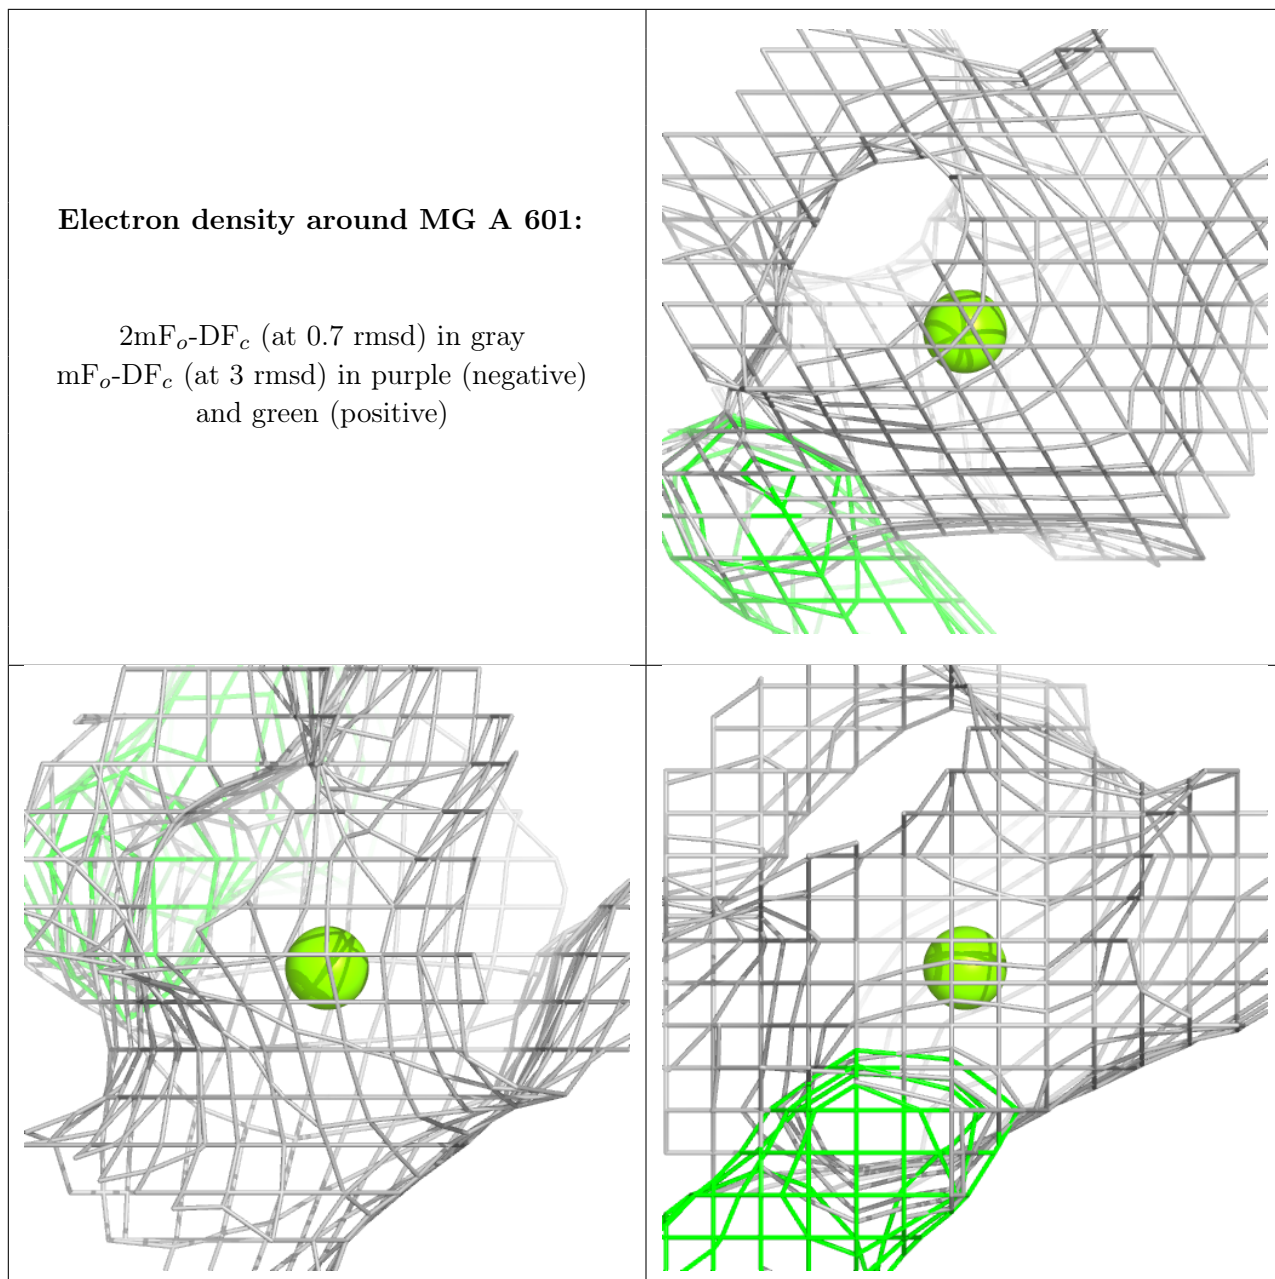 Electron density around MG A 601:
2mFo-DFc (at 0.7 rmsd) in gray
mFo-DFc (at 3 rmsd) in purple (negative)
and green (positive)